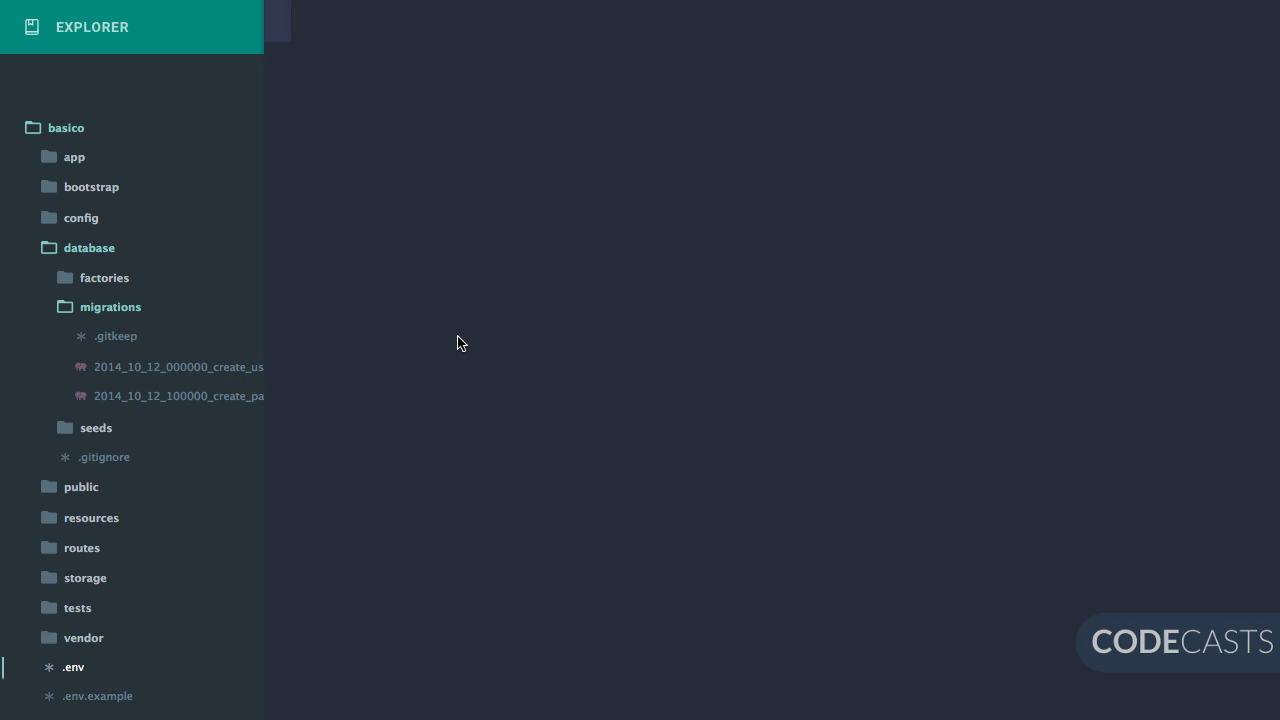 EXPLORER
basico
app
bootstrap
config
database
factories
migrations
.gitkeep
2014_10_12_000000_create_us
2014_10_12_100000_create_pa
seeds
.gitignore
public
resources
routes
storage
tests
vendor
.env
.env.example
CODECASTS